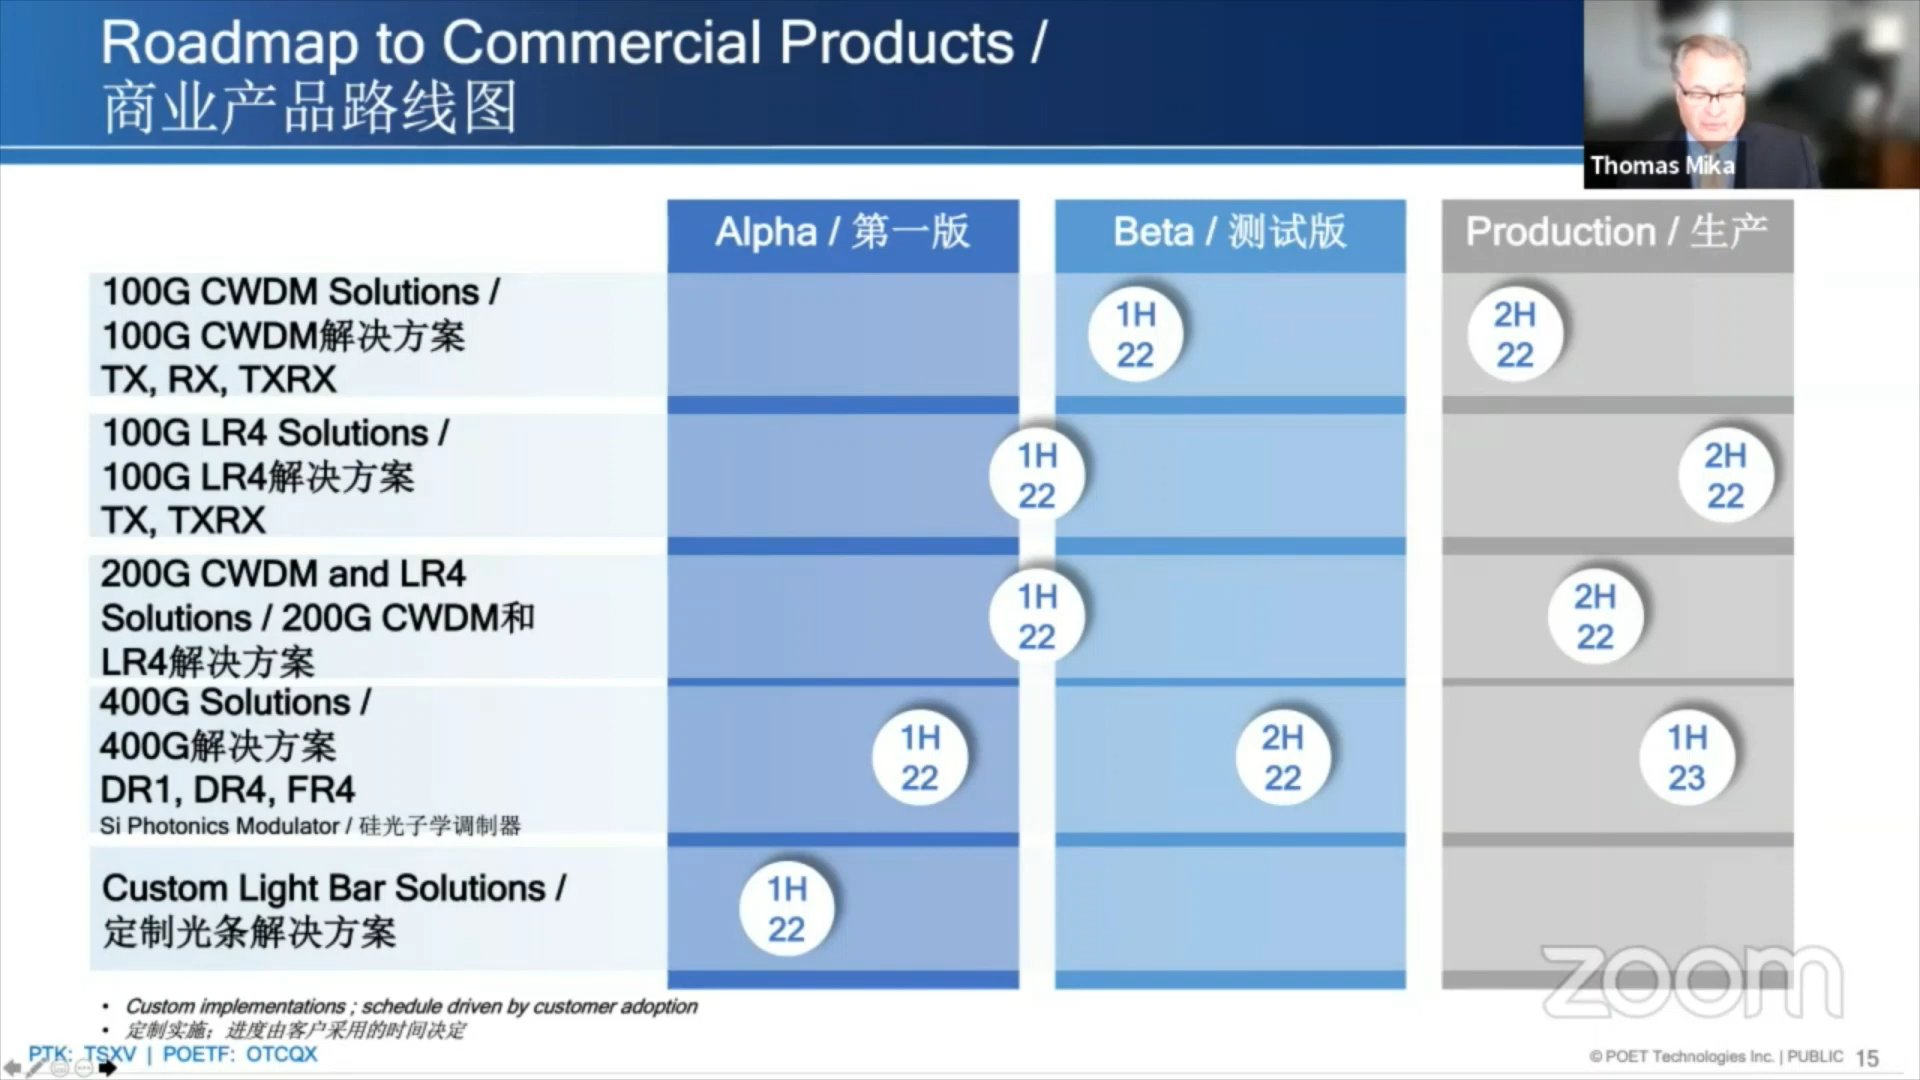 Roadmap to Commercial Products /
商业产品路线图
Thomas Mika
Alpha / 第一版
Beta / 测试版
Production / 生产
100G CWDM Solutions /
100G CWDM解决方案
TX, RX, TXRX
1H
22
2H
22
100G LR4 Solutions /
100G LR4解决方案
TX, TXRX
1H
22
2H
22
200G CWDM and LR4
Solutions / 200G CWDM和
LR4解决方案
1H
22
2H
22
400G Solutions /
400G解决方案
DR1, DR4, FR4
Si Photonics Modulator / 硅光子学调制器
1H
22
2H
22
1H
23
Custom Light Bar Solutions /
定制光条解决方案
1H
22
zoom
• Custom implementations ; schedule driven by customer adoption
• 定制实施；进度由客户采用的时间决定
PTK: TSXV | POETF: OTCQX
© POET Technologies Inc. | PUBLIC 15